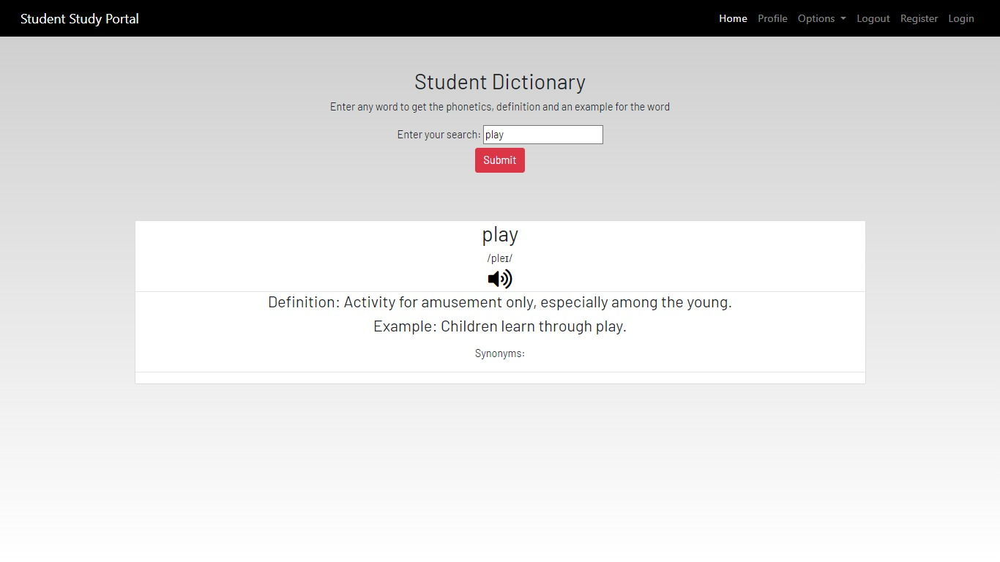 Student Study Portal Home Profile Options Logout Register Login
Student Dictionary
Enter any word to get the phonetics, definition and an example for the word
Enter your search: play
Submit
play
/pleɪ/
Definition: Activity for amusement only, especially among the young.
Example: Children learn through play.
Synonyms: